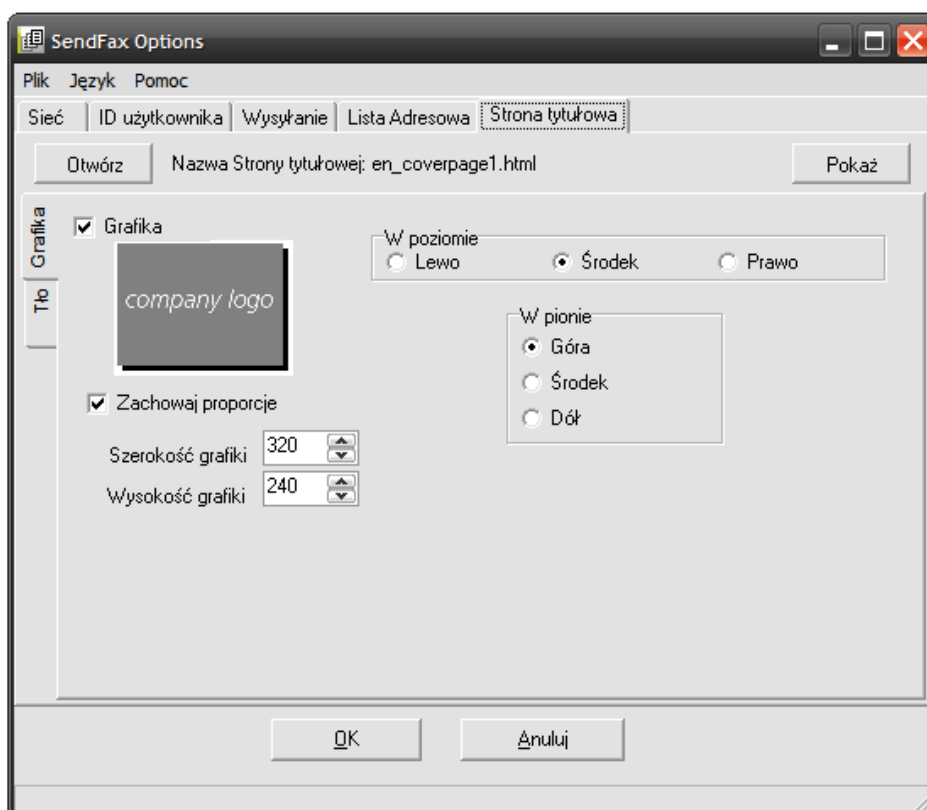 SendFax Options
Plik Język Pomoc
Sieć ID użytkownika Wysyłanie Lista Adresowa Strona tytułowa
Otwórz Nazwa Strony tytułowej: en_coverpage1.html Pokaż
Grafika
Tło
Grafika
company logo
W poziomie
Lewo Środek Prawo
W pionie
Góra
Środek
Dół
Zachowaj proporcje
Szerokość grafiki 320
Wysokość grafiki 240
OK Anuluj